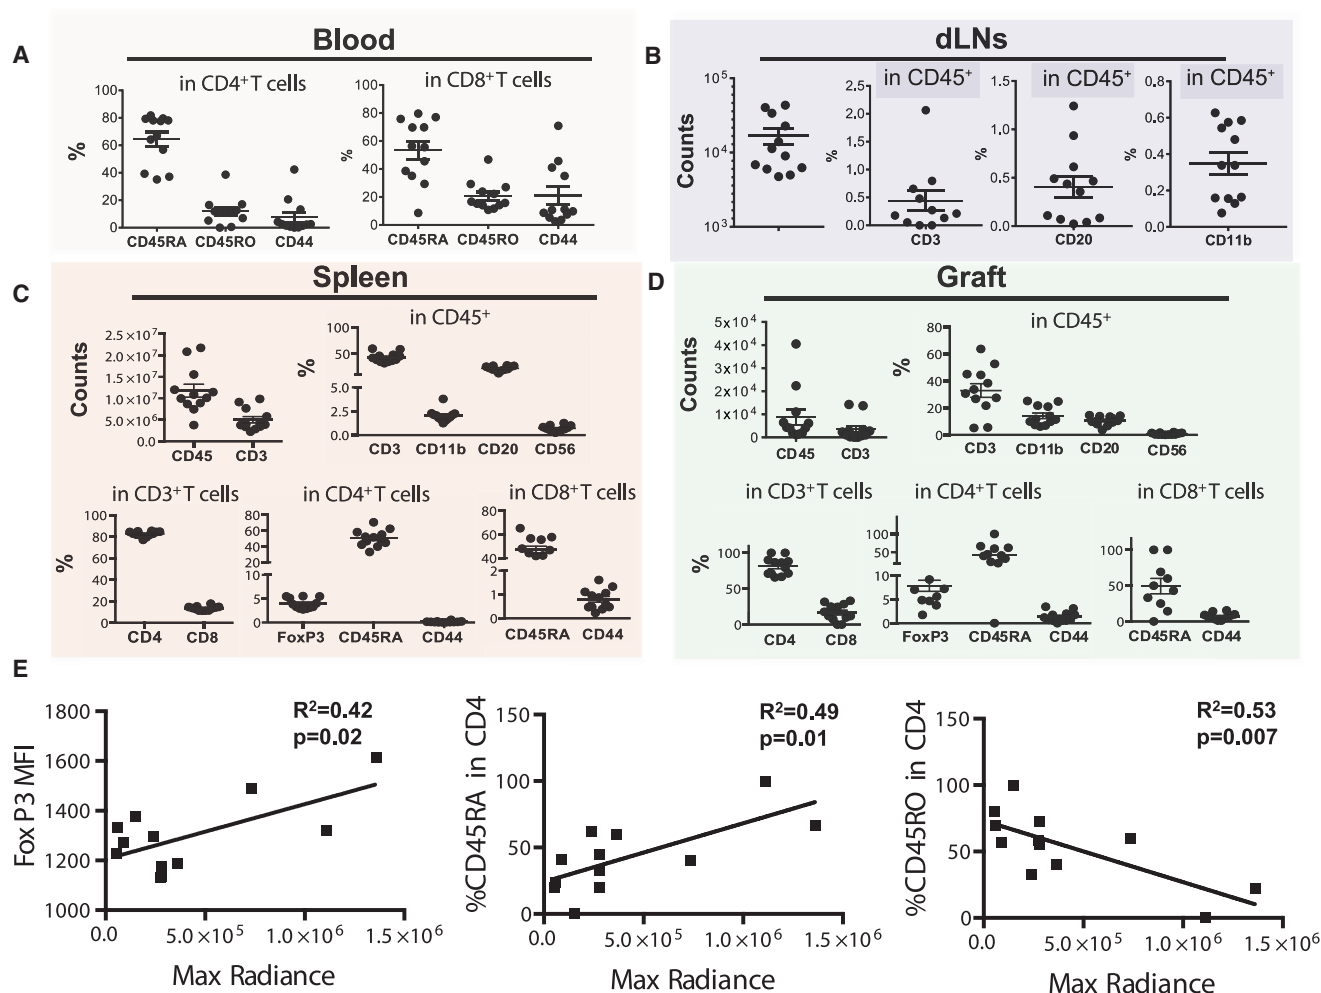 A
Blood
in CD4⁺T cells
in CD8⁺T cells
%
100
80
60
40
20
0
CD45RA CD45RO CD44
%
100
80
60
40
20
0
CD45RA CD45RO CD44
B
dLNs
Counts
10⁵
10⁴
10³
in CD45⁺
%
2.5
2.0
1.5
1.0
0.5
0.0
CD3
in CD45⁺
%
1.5
1.0
0.5
0.0
CD20
in CD45⁺
%
0.8
0.6
0.4
0.2
0.0
CD11b
C
Spleen
Counts
2.5×10⁷
2.0×10⁷
1.5×10⁷
1.0×10⁷
5.0×10⁶
0.0
CD45 CD3
in CD45⁺
%
100
50
5.0
2.5
0.0
CD3 CD11b CD20 CD56
in CD3⁺T cells
%
100
80
60
40
20
0
CD4 CD8
in CD4⁺T cells
80
60
40
20
10
5
0
FoxP3 CD45RA CD44
in CD8⁺T cells
80
60
40
2
1
0
CD45RA CD44
D
Graft
Counts
5x10⁴
4x10⁴
3x10⁴
2x10⁴
1x10⁴
0
CD45 CD3
in CD45⁺
%
80
60
40
20
0
CD3 CD11b CD20 CD56
in CD3⁺T cells
%
100
50
0
CD4 CD8
in CD4⁺T cells
100
50
10
5
0
FoxP3 CD45RA CD44
in CD8⁺T cells
100
50
0
CD45RA CD44
E
Fox P3 MFI
1800
1600
1400
1200
1000
R²=0.42
p=0.02
0.0 5.0×10⁵ 1.0×10⁶ 1.5×10⁶
Max Radiance
%CD45RA in CD4
150
100
50
0
R²=0.49
p=0.01
0.0 5.0×10⁵ 1.0×10⁶ 1.5×10⁶
Max Radiance
%CD45RO in CD4
150
100
50
0
R²=0.53
p=0.007
0.0 5.0×10⁵ 1.0×10⁶ 1.5×10⁶
Max Radiance